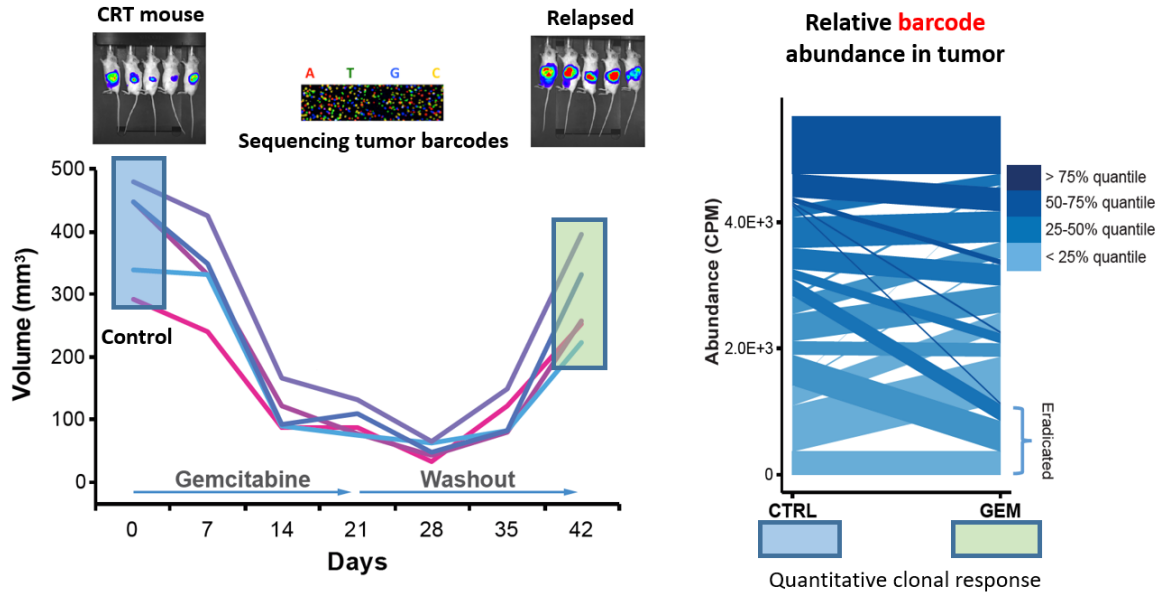 CRT mouse
Relapsed
A T G C
Sequencing tumor barcodes
Volume (mm³)
500
400
300
200
100
0
Control
Gemcitabine
Washout
0 7 14 21 28 35 42
Days
Relative barcode
abundance in tumor
Abundance (CPM)
4.0E+3
2.0E+3
0
> 75% quantile
50-75% quantile
25-50% quantile
< 25% quantile
Eradicated
CTRL
GEM
Quantitative clonal response